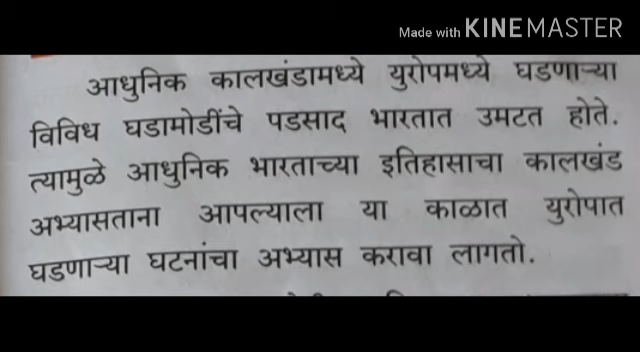 Made with KINEMASTER
आधुनिक कालखंडामध्ये युरोपमध्ये घडणाऱ्या
विविध घडामोडींचे पडसाद भारतात उमटत होते.
त्यामुळे आधुनिक भारताच्या इतिहासाचा कालखंड
अभ्यासताना आपल्याला या काळात युरोपात
घडणाऱ्या घटनांचा अभ्यास करावा लागतो.